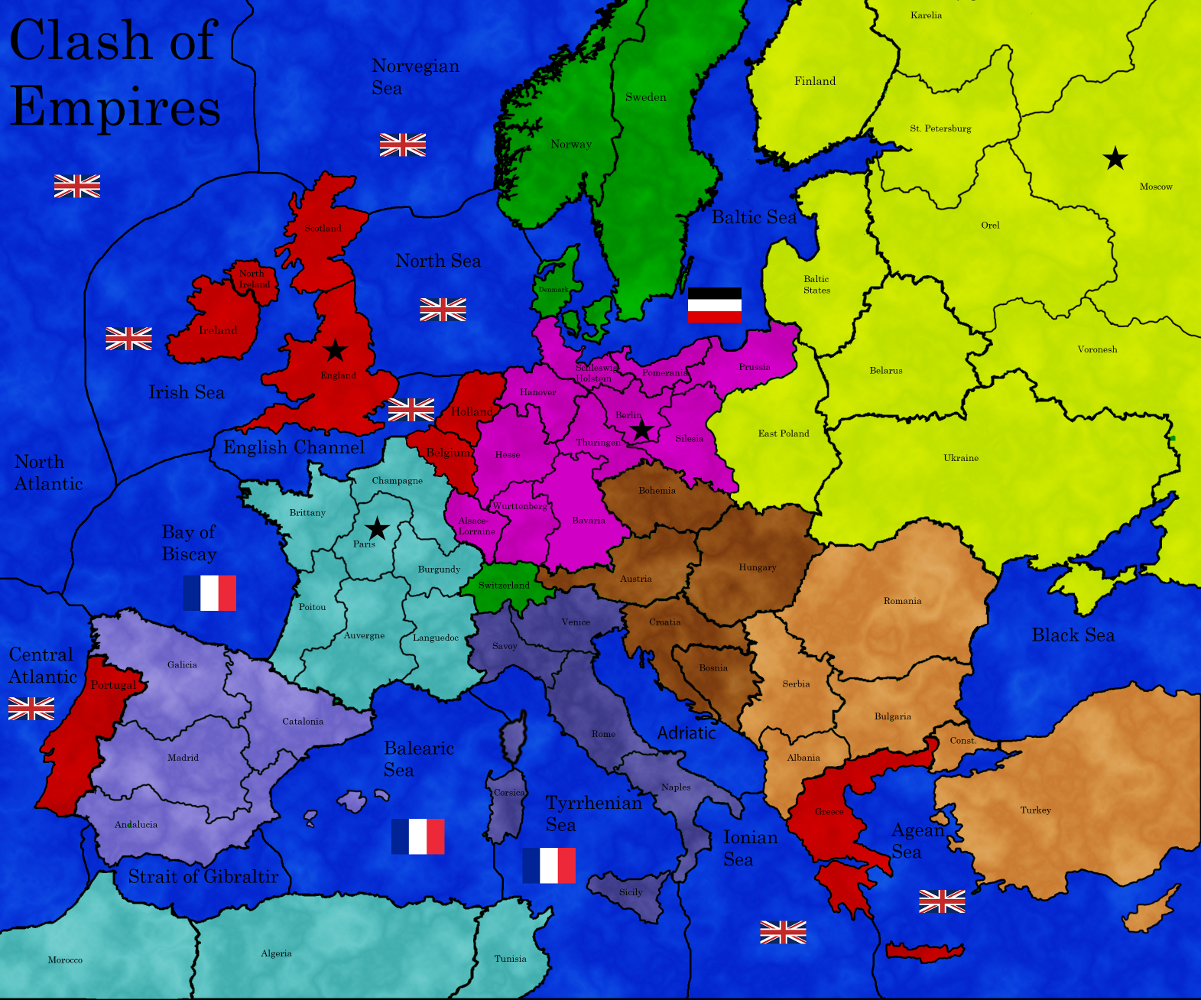 Clash of
Empires
Norvegian
Sea
Karelia
Finland
Sweden
Norway
St. Petersburg
Moscow
Orel
Scotland
Baltic Sea
North Sea
North
Ireland
Denmark
Baltic
States
Ireland
Voronesh
England
Irish Sea
Schleswig
Holstein
Pomerania
Prussia
Belarus
Hanover
Holland
Berlin
East Poland
English Channel
Belgium
Hesse
Thuringen
Silesia
Ukraine
North
Atlantic
Champagne
Bohemia
Brittany
Wurttenberg
Alsace-
Lorraine
Bavaria
Bay of
Biscay
Paris
Burgundy
Hungary
Switzerland
Austria
Romania
Poitou
Auvergne
Languedoc
Venice
Croatia
Black Sea
Savoy
Central
Atlantic
Galicia
Bosnia
Portugal
Serbia
Catalonia
Bulgaria
Rome
Adriatic
Const.
Balearic
Sea
Madrid
Albania
Naples
Corsica
Tyrrhenian
Sea
Greece
Turkey
Andalucia
Ionian
Sea
Agean
Sea
Strait of Gibraltir
Sicily
Morocco
Algeria
Tunisia